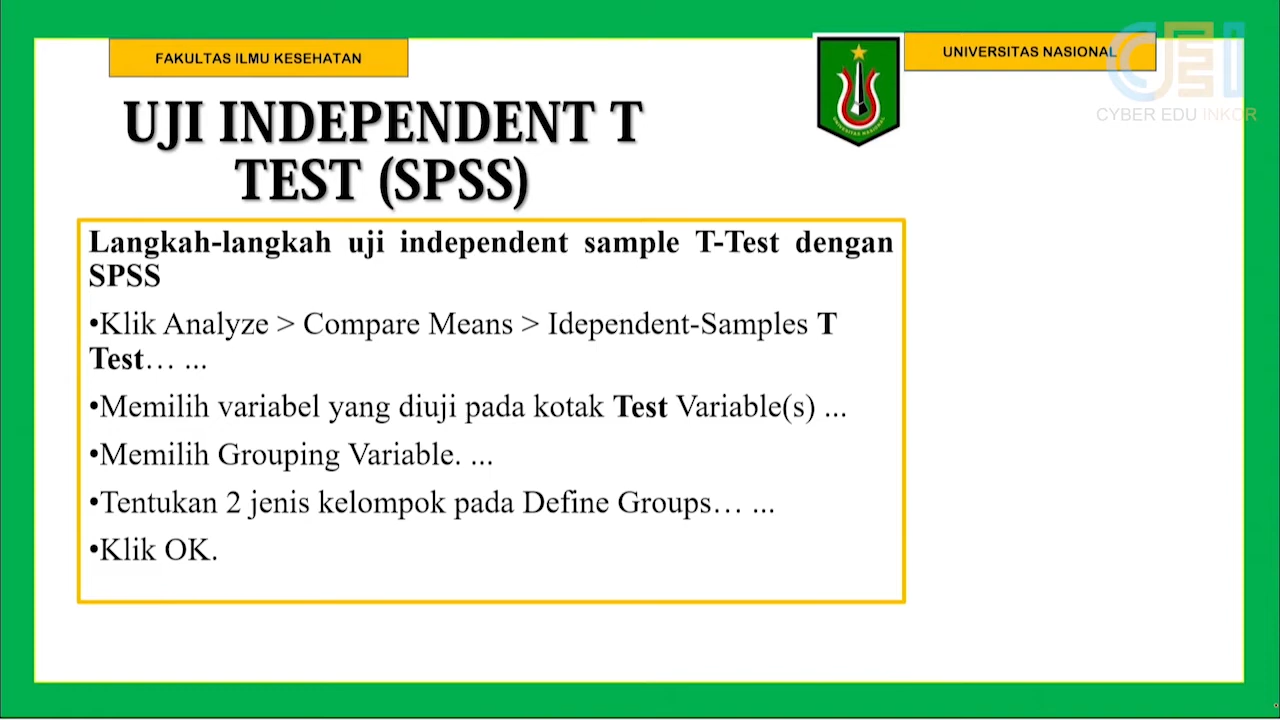 FAKULTAS ILMU KESEHATAN
UNIVERSITAS NASIONAL
CYBER EDU INKOR
UNIVERSITAS NASIONAL
UJI INDEPENDENT T
TEST (SPSS)
Langkah-langkah uji independent sample T-Test dengan
SPSS
•Klik Analyze > Compare Means > Idependent-Samples T
Test… ...
•Memilih variabel yang diuji pada kotak Test Variable(s) ...
•Memilih Grouping Variable. ...
•Tentukan 2 jenis kelompok pada Define Groups… ...
•Klik OK.